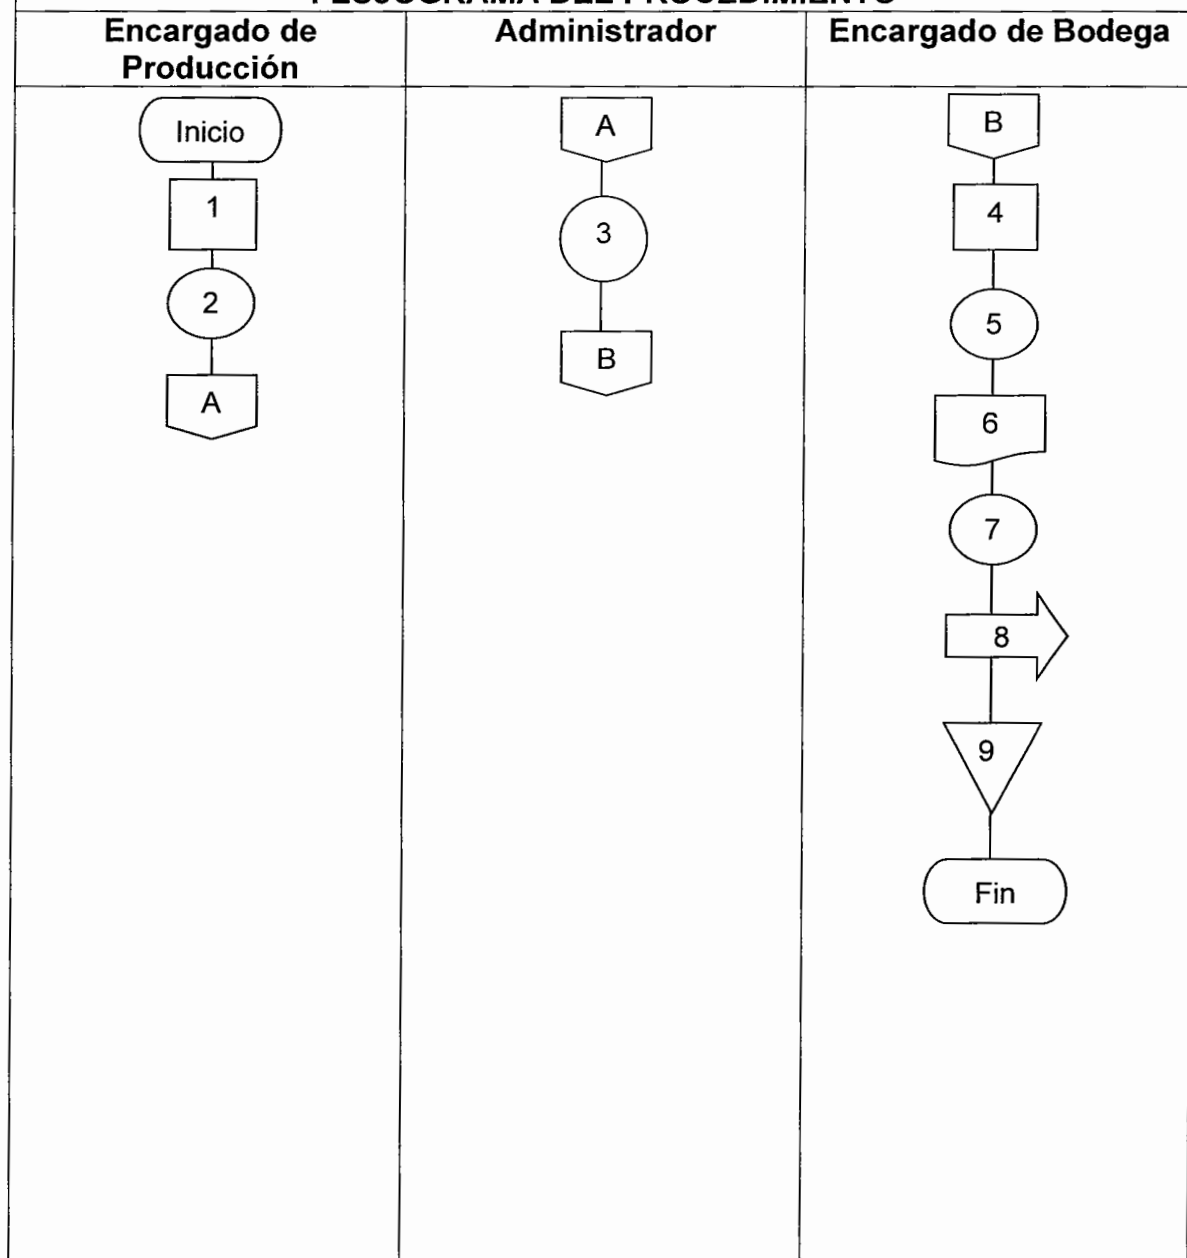 Encargado de
Producción
Administrador
Encargado de Bodega
Inicio
1
2
A
A
3
B
B
4
5
6
7
8
9
Fin